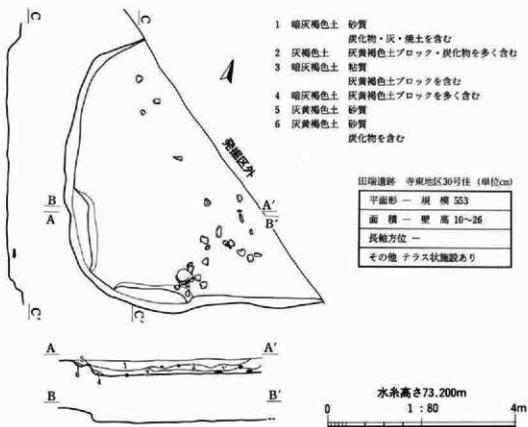 1 暗灰褐色土 砂質
炭化物・灰・焼土を含む
2 灰褐色土 灰黄褐色土ブロック・炭化物を多く含む
3 暗灰褐色土 粘質
灰黄褐色土ブロックを含む
4 暗灰褐色土 灰黄褐色土ブロックを多く含む
5 灰黄褐色土 砂質
6 灰黄褐色土 砂質
炭化物を含む
田端遺跡 寺東地区30号住 (単位cm)
平面形 ー 規模 553
面積 ー 壁高 10〜26
長軸方位 ー
その他 テラス状施設あり
C C
発掘区外
B A' 
A B'
C' C'
A A'
S 1 2
6 4 3
B B'
水糸高さ73.200m
0 1 : 80 4m